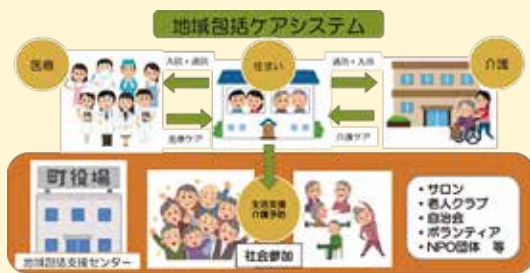 地域包括ケアシステム
医療
入院・通院
住まい
通所・入所
介護
医療ケア
介護ケア
町役場
地域包括支援センター
生活支援
介護予防
社会参加
・サロン
・老人クラブ
・自治会
・ボランティア
・NPO団体 等